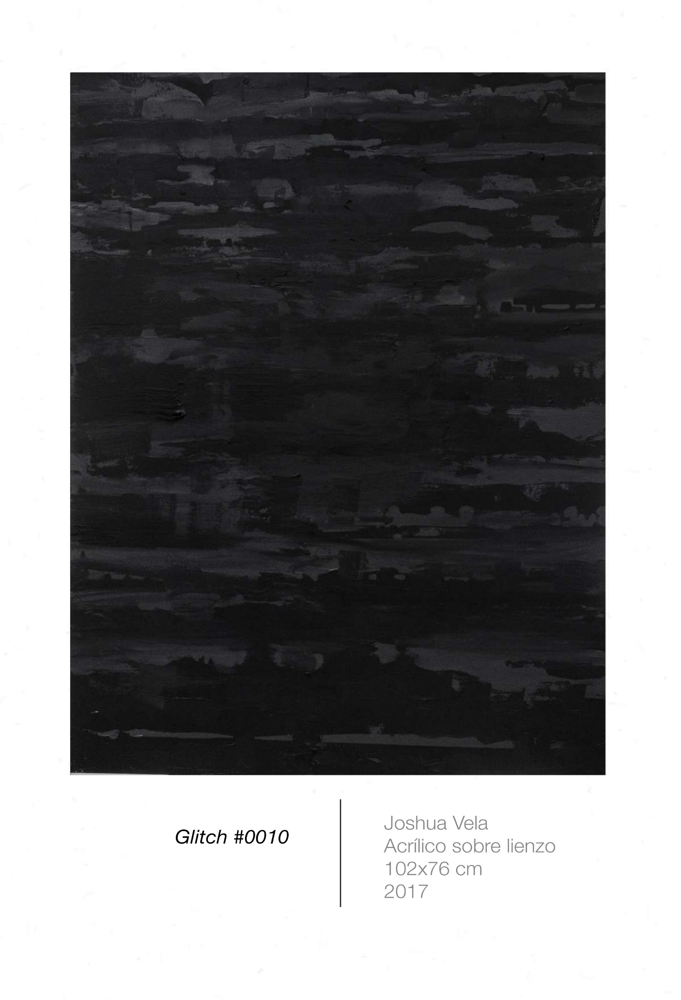 Glitch #0010
Joshua Vela
Acrílico sobre lienzo
102x76 cm
2017